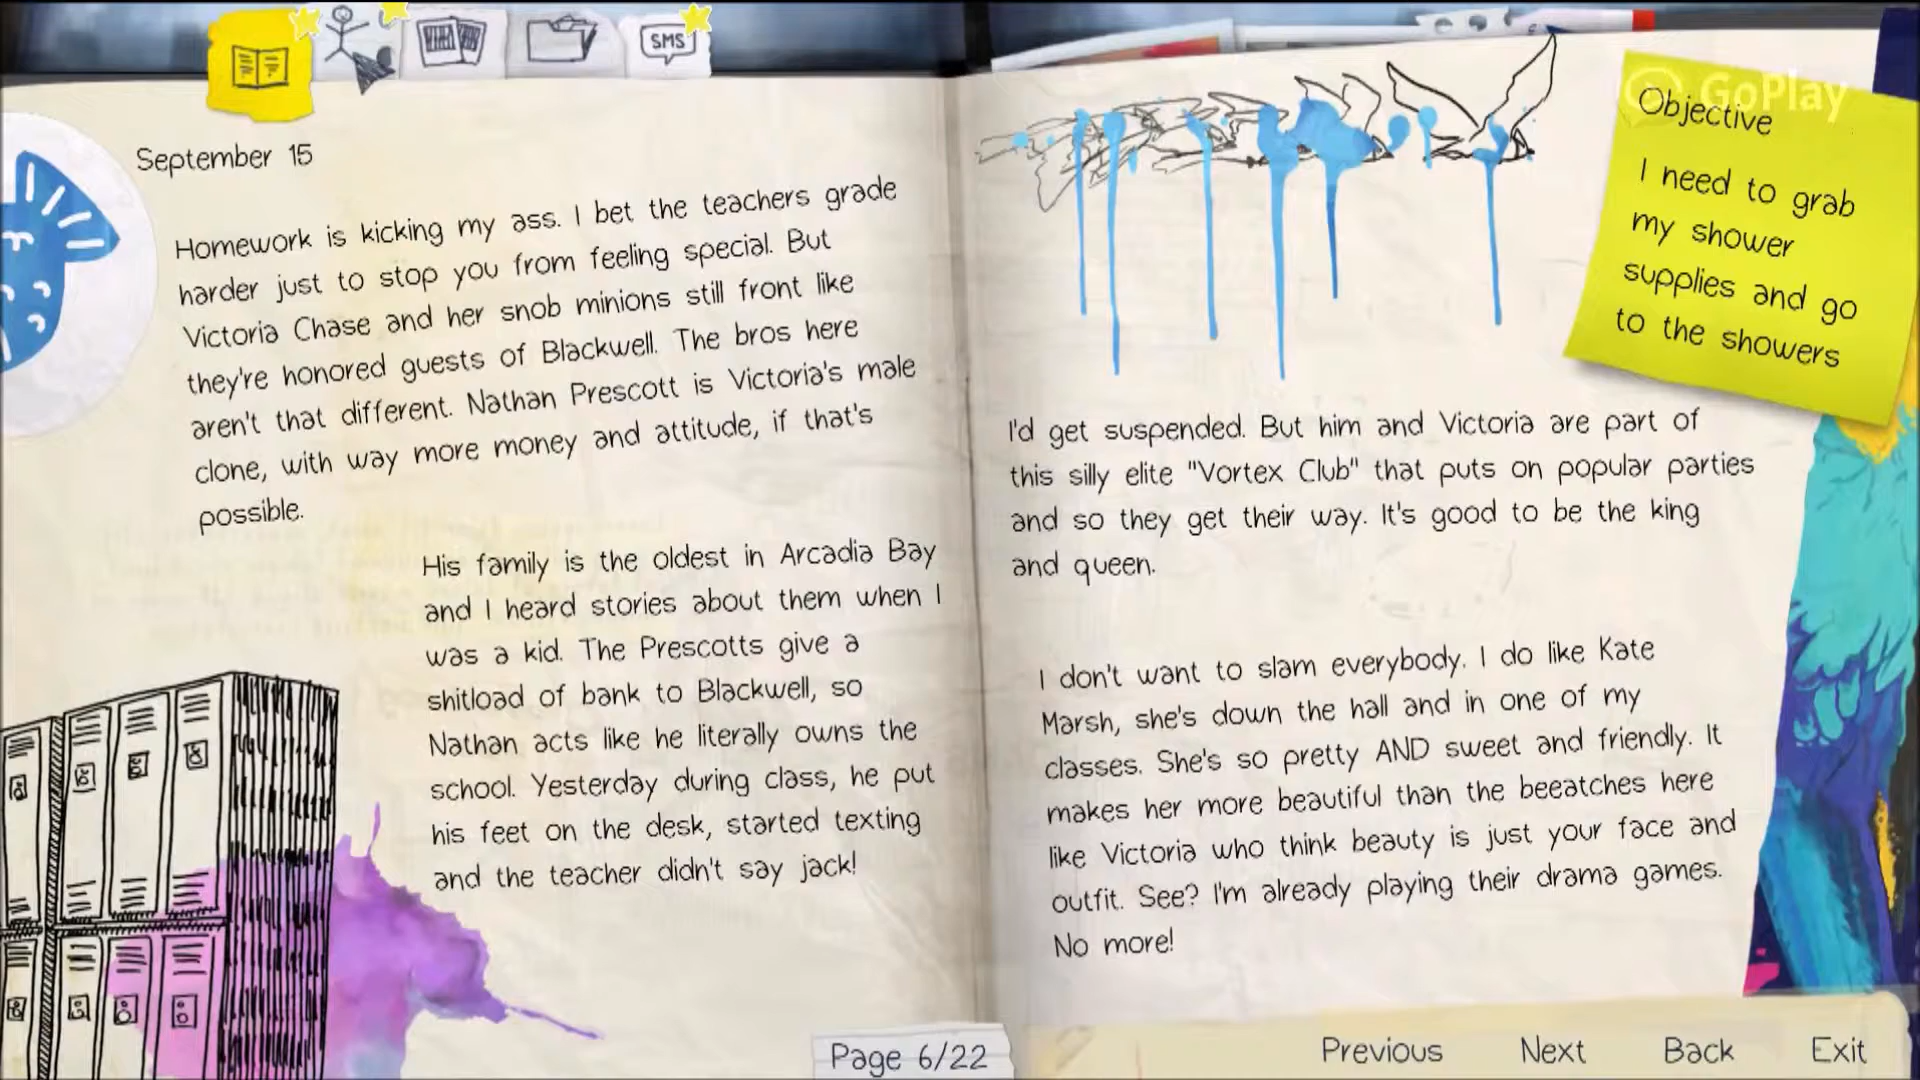 SMS
GoPlay
September 15
Homework is kicking my ass. I bet the teachers grade
harder just to stop you from feeling special. But
Victoria Chase and her snob minions still front like
they're honored guests of Blackwell. The bros here
aren't that different. Nathan Prescott is Victoria's male
clone, with way more money and attitude, if that's
possible.
His family is the oldest in Arcadia Bay
and I heard stories about them when I
was a kid. The Prescotts give a
shitload of bank to Blackwell, so
Nathan acts like he literally owns the
school. Yesterday during class, he put
his feet on the desk, started texting
and the teacher didn't say jack!
I'd get suspended. But him and Victoria are part of
this silly elite "Vortex Club" that puts on popular parties
and so they get their way. It's good to be the king
and queen.
I don't want to slam everybody. I do like Kate
Marsh, she's down the hall and in one of my
classes. She's so pretty AND sweet and friendly. It
makes her more beautiful than the beeatches here
like Victoria who think beauty is just your face and
outfit. See? I'm already playing their drama games.
No more!
Objective
I need to grab
my shower
supplies and go
to the showers
Page 6/22
Previous Next Back Exit